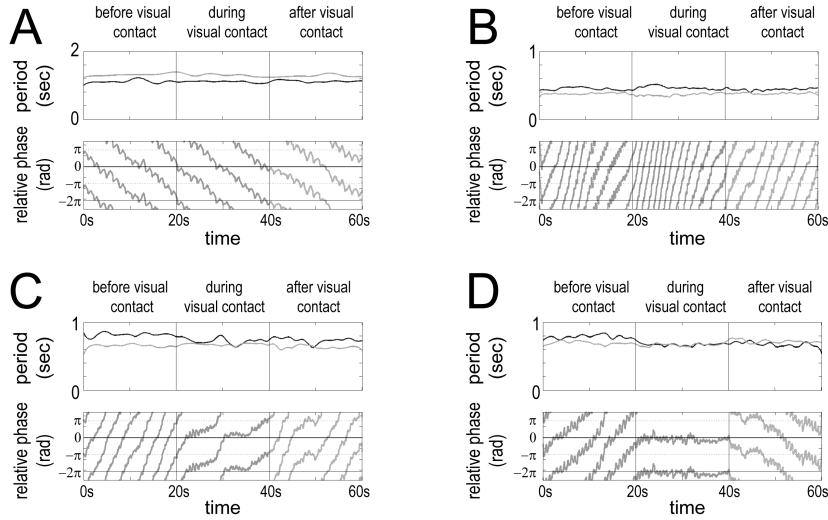 A
before visual contact
during visual contact
after visual contact
period (sec)
2
1
0
relative phase (rad)
π
0
−π
−2π
0s
20s
40s
60s
time
B
before visual contact
during visual contact
after visual contact
period (sec)
1
0
relative phase (rad)
π
0
−π
−2π
0s
20s
40s
60s
time
C
before visual contact
during visual contact
after visual contact
period (sec)
1
0
relative phase (rad)
π
0
−π
−2π
0s
20s
40s
60s
time
D
before visual contact
during visual contact
after visual contact
period (sec)
1
0
relative phase (rad)
π
0
−π
−2π
0s
20s
40s
60s
time